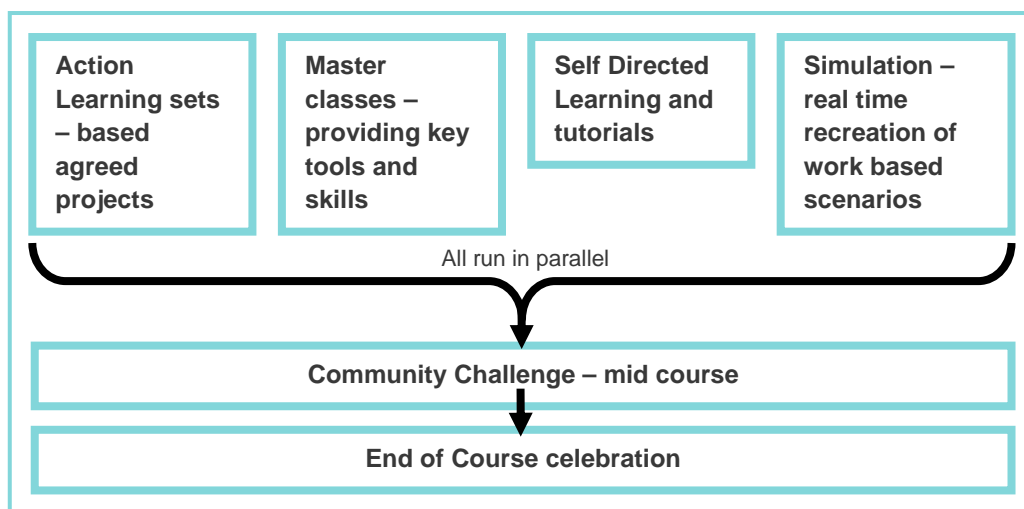 Action
Learning sets
– based
agreed
projects
Master
classes –
providing key
tools and
skills
Self Directed
Learning and
tutorials
Simulation –
real time
recreation of
work based
scenarios
All run in parallel
Community Challenge – mid course
End of Course celebration